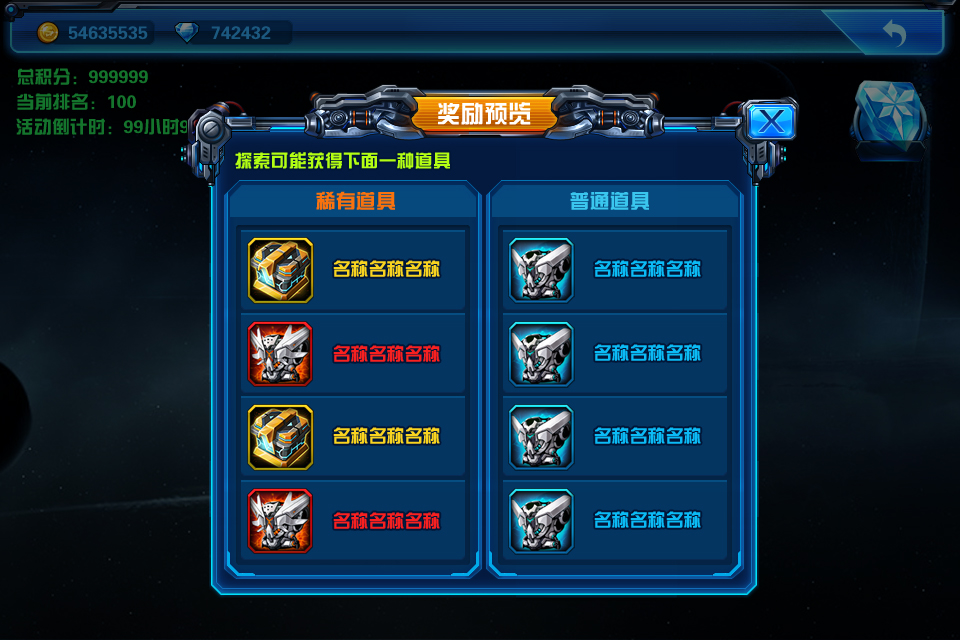 54635535 742432
总积分：999999
当前排名：100
活动倒计时：99小时9
奖励预览
X
探索可能获得下面一种道具
稀有道具 普通道具
名称名称名称 名称名称名称
名称名称名称 名称名称名称
名称名称名称 名称名称名称
名称名称名称 名称名称名称